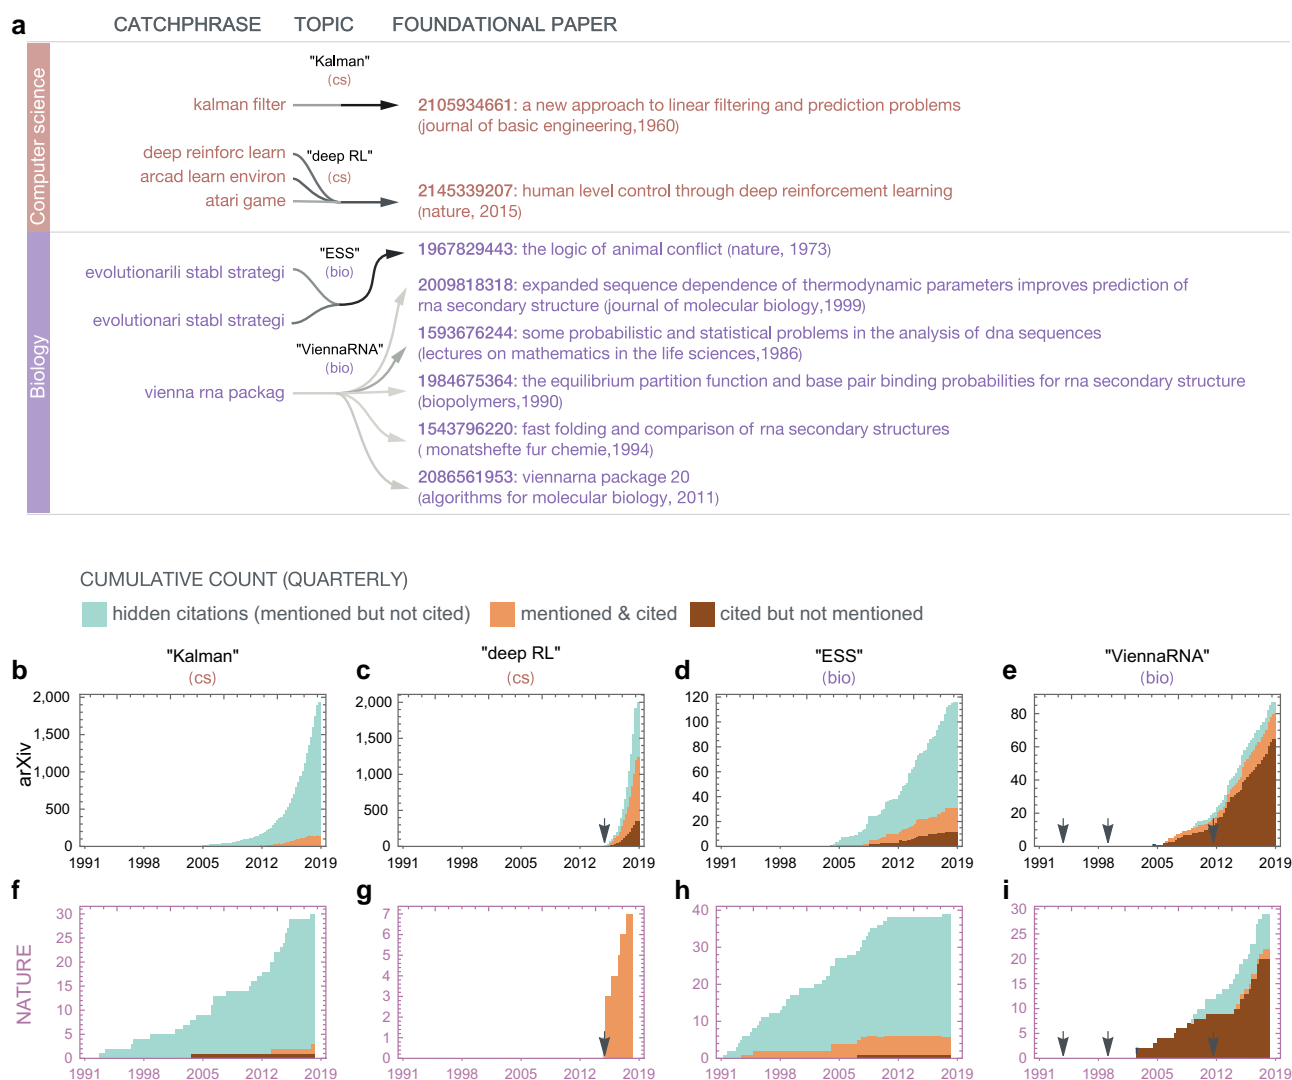 a
CATCHPHRASE TOPIC FOUNDATIONAL PAPER
Computer science
"Kalman"
(cs)
kalman filter
2105934661: a new approach to linear filtering and prediction problems
(journal of basic engineering,1960)
deep reinforc learn
arcad learn environ
atari game
"deep RL"
(cs)
2145339207: human level control through deep reinforcement learning
(nature, 2015)
Biology
"ESS"
(bio)
evolutionarili stabl strategi
evolutionari stabl strategi
1967829443: the logic of animal conflict (nature, 1973)
"ViennaRNA"
(bio)
vienna rna packag
2009818318: expanded sequence dependence of thermodynamic parameters improves prediction of
rna secondary structure (journal of molecular biology,1999)
1593676244: some probabilistic and statistical problems in the analysis of dna sequences
(lectures on mathematics in the life sciences,1986)
1984675364: the equilibrium partition function and base pair binding probabilities for rna secondary structure
(biopolymers,1990)
1543796220: fast folding and comparison of rna secondary structures
( monatshefte fur chemie,1994)
2086561953: viennarna package 20
(algorithms for molecular biology, 2011)
CUMULATIVE COUNT (QUARTERLY)
hidden citations (mentioned but not cited) mentioned & cited cited but not mentioned
b
"Kalman"
(cs)
arXiv
2,000
1,500
1,000
500
0
1991 1998 2005 2012 2019
c
"deep RL"
(cs)
2,000
1,500
1,000
500
0
1991 1998 2005 2012 2019
d
"ESS"
(bio)
120
100
80
60
40
20
0
1991 1998 2005 2012 2019
e
"ViennaRNA"
(bio)
80
60
40
20
0
1991 1998 2005 2012 2019
f
NATURE
30
25
20
15
10
5
0
1991 1998 2005 2012 2019
g
7
6
5
4
3
2
1
0
1991 1998 2005 2012 2019
h
40
30
20
10
0
1991 1998 2005 2012 2019
i
30
25
20
15
10
5
0
1991 1998 2005 2012 2019